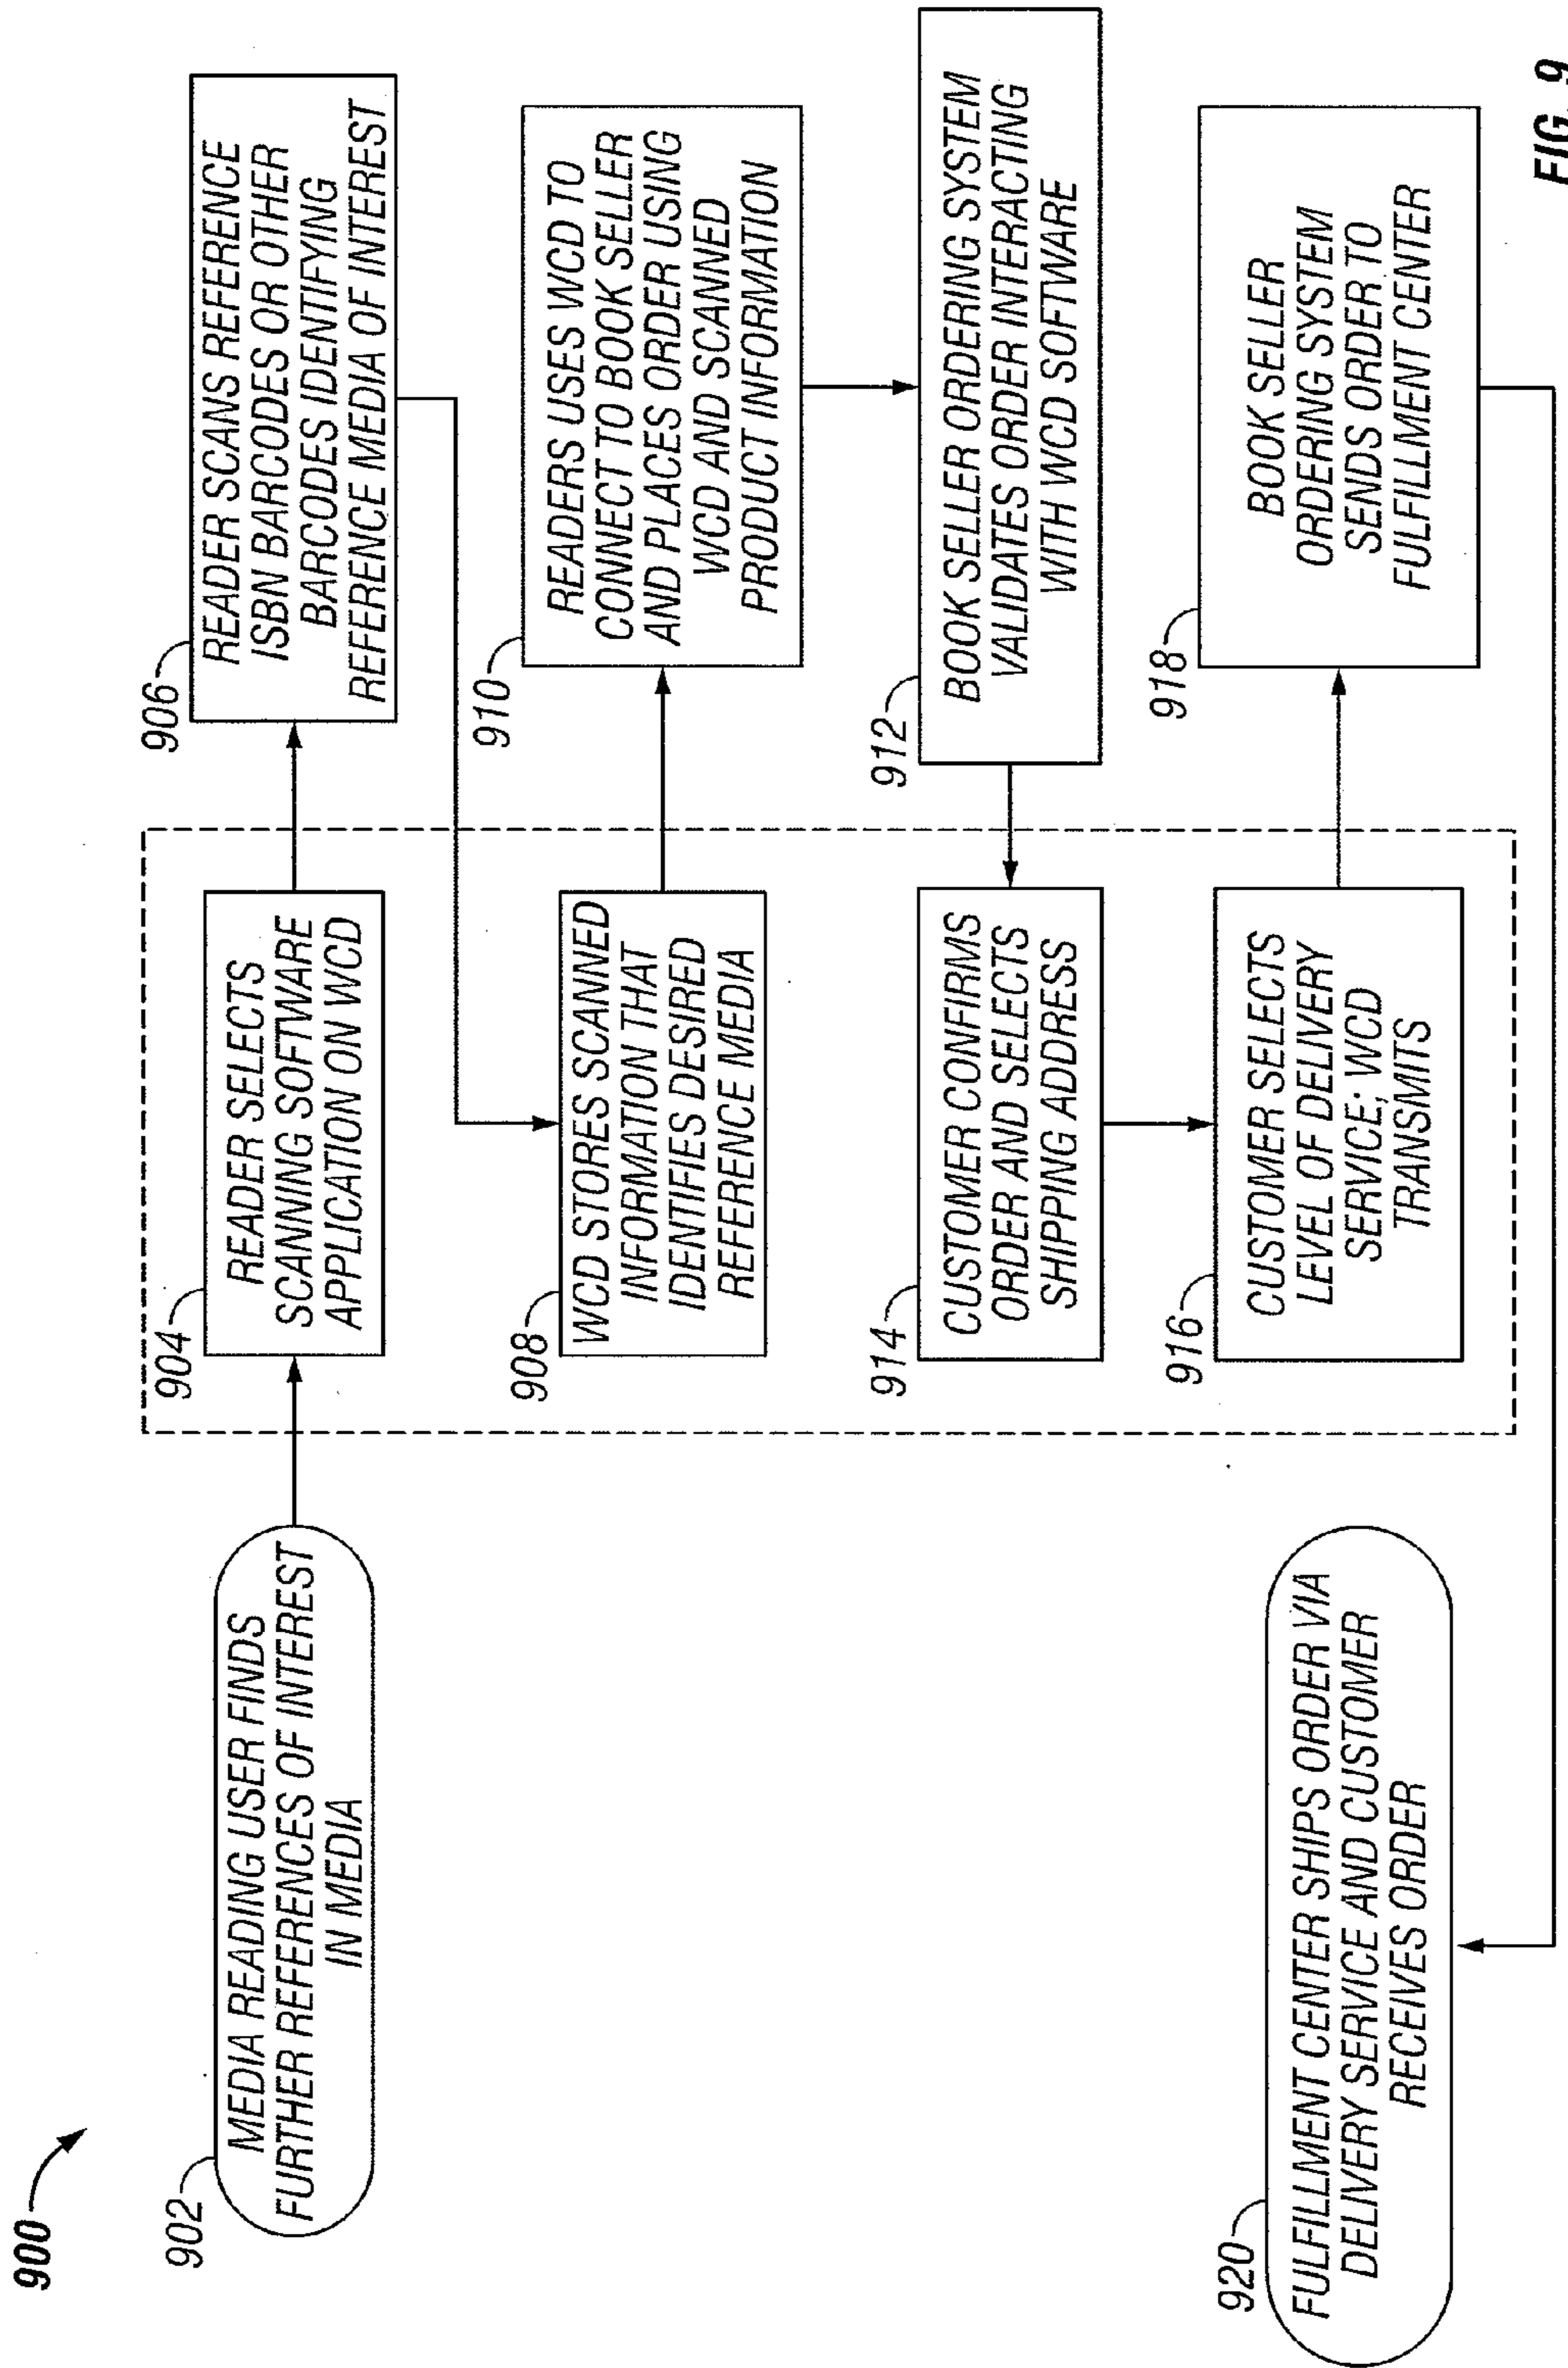 900
902
MEDIA READING USER FINDS
FURTHER REFERENCES OF INTEREST
IN MEDIA
904
READER SELECTS
SCANNING SOFTWARE
APPLICATION ON WCD
906
READER SCANS REFERENCE
ISBN BARCODES OR OTHER
BARCODES IDENTIFYING
REFERENCE MEDIA OF INTEREST
908
WCD STORES SCANNED
INFORMATION THAT
IDENTIFIES DESIRED
REFERENCE MEDIA
910
READERS USES WCD TO
CONNECT TO BOOK SELLER
AND PLACES ORDER USING
WCD AND SCANNED
PRODUCT INFORMATION
912
BOOK SELLER ORDERING SYSTEM
VALIDATES ORDER INTERACTING
WITH WCD SOFTWARE
914
CUSTOMER CONFIRMS
ORDER AND SELECTS
SHIPPING ADDRESS
916
CUSTOMER SELECTS
LEVEL OF DELIVERY
SERVICE; WCD
TRANSMITS
918
BOOK SELLER
ORDERING SYSTEM
SENDS ORDER TO
FULFILLMENT CENTER
920
FULFILLMENT CENTER SHIPS ORDER VIA
DELIVERY SERVICE AND CUSTOMER
RECEIVES ORDER
FIG. 9